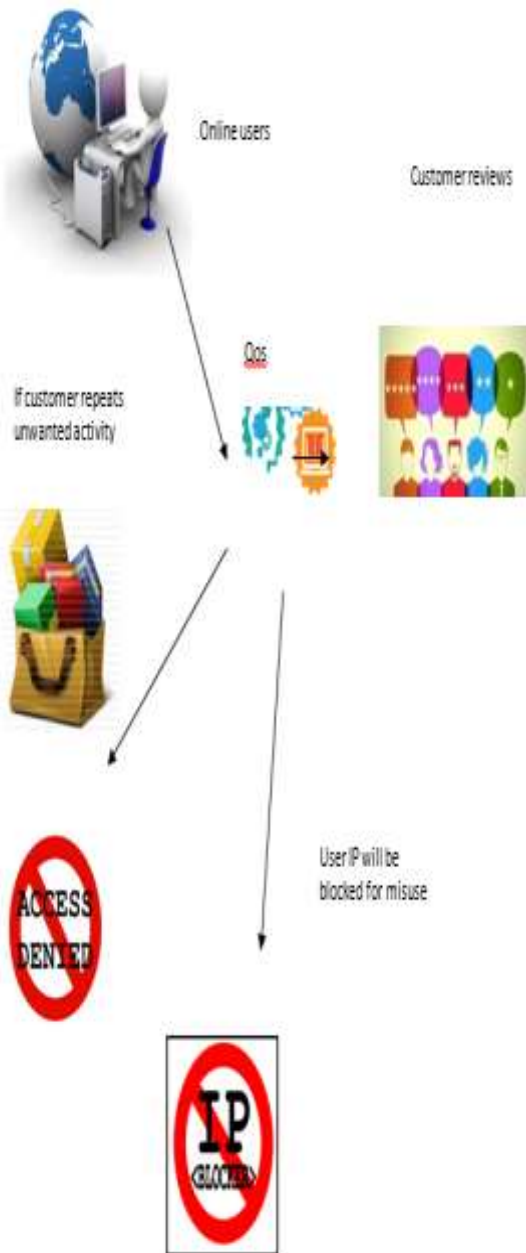 Online users
Customer reviews
Qos
If customer repeats
unwanted activity
User IP will be
blocked for misuse
ACCESS
DENIED
IP
<BLOCKER>